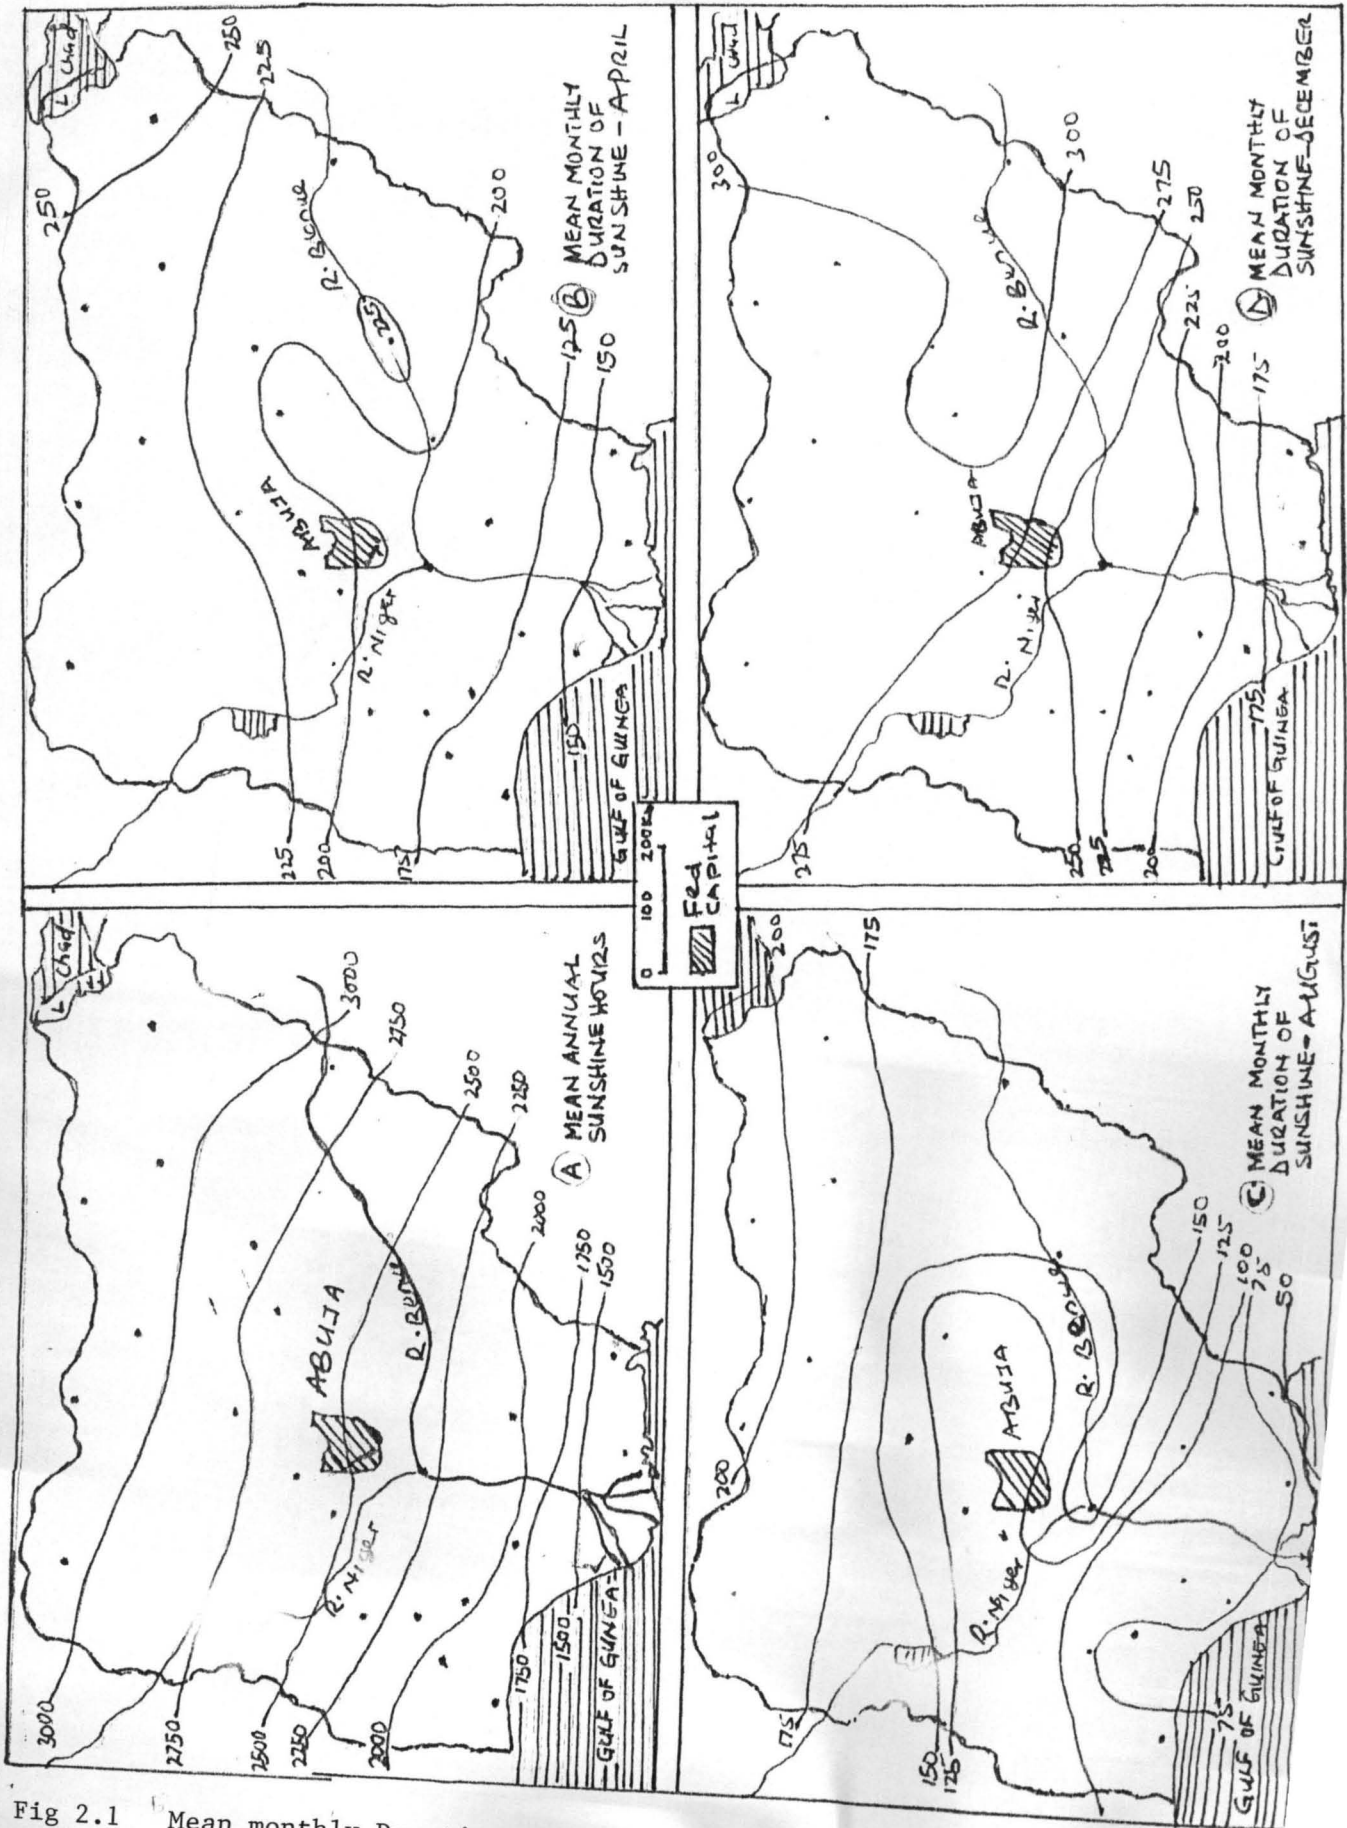 3000
2750
2500
2250
2000
1750
1500
GULF OF GUNEA
R. Niger
ABUJA
R. Benue
L Chad
3000
2750
2500
2250
2000
1750
1500
A MEAN ANNUAL
SUNSHINE HOURS
225
200
175
150
GULF OF GUINEA
R. Niger
ABUJA
R. Benue
225
L Chad
250
250
225
200
125
150
B MEAN MONTHLY
DURATION OF
SUNSHINE - APRIL
0 100 200Km
Fed
CAPITAL
175
150
125
75
GULF OF GUINEA
R. Niger
ABUJA
R. Benue
200
200
175
150
125
100
75
50
C MEAN MONTHLY
DURATION OF
SUNSHINE - AUGUST
275
250
225
200
175
GULF OF GUINEA
R. Niger
ABUJA
R. Benue
L Chad
300
300
275
250
225
200
175
D MEAN MONTHLY
DURATION OF
SUNSHINE - DECEMBER
Fig 2.1 Mean monthly